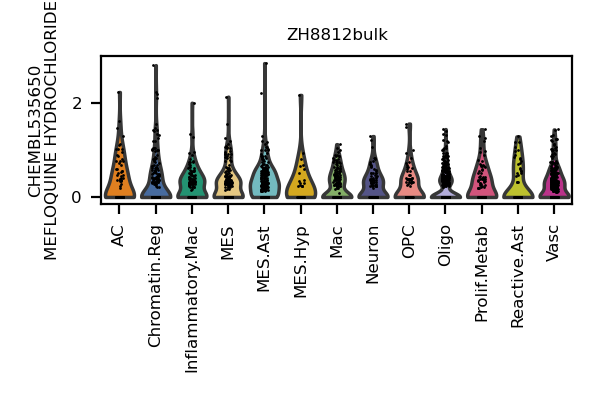 ZH8812bulk
CHEMBL535650
MEFLOQUINE HYDROCHLORIDE
2
0
AC
Chromatin.Reg
Inflammatory.Mac
MES
MES.Ast
MES.Hyp
Mac
Neuron
OPC
Oligo
Prolif.Metab
Reactive.Ast
Vasc